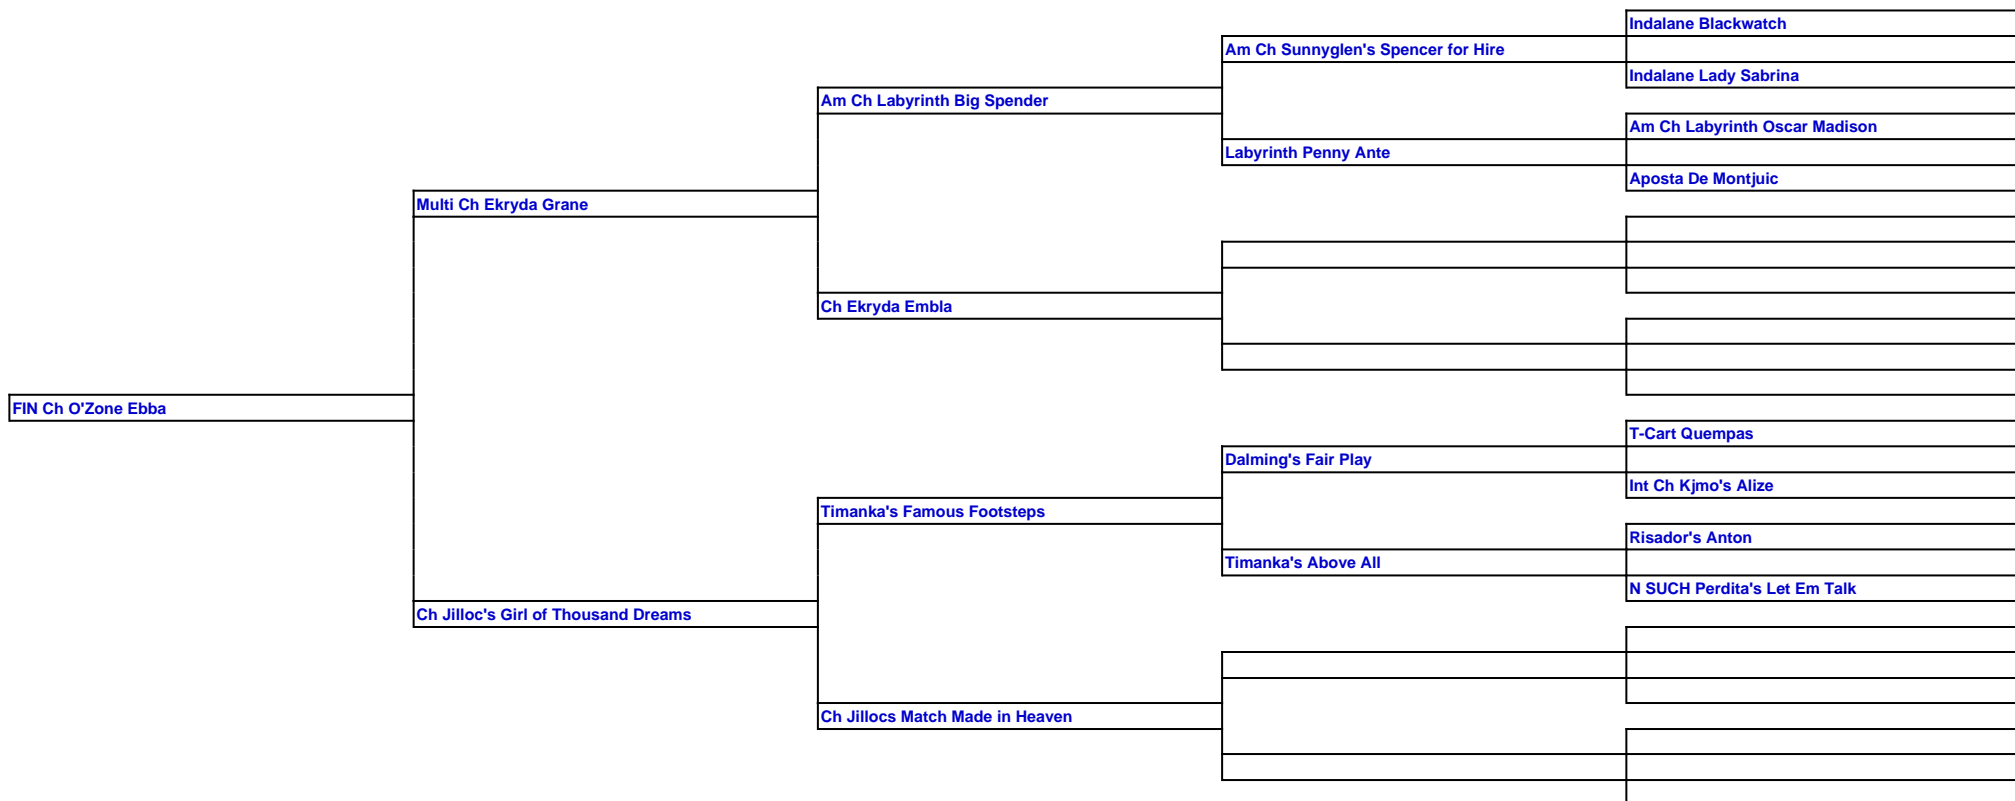 Indalane Blackwatch
Am Ch Sunnyglen's Spencer for Hire
Indalane Lady Sabrina
Am Ch Labyrinth Big Spender
Am Ch Labyrinth Oscar Madison
Labyrinth Penny Ante
Aposta De Montjuic
Multi Ch Ekryda Grane
Ch Ekryda Embla
FIN Ch O'Zone Ebba
T-Cart Quempas
Dalming's Fair Play
Int Ch Kjmo's Alize
Timanka's Famous Footsteps
Risador's Anton
Timanka's Above All
N SUCH Perdita's Let Em Talk
Ch Jilloc's Girl of Thousand Dreams
Ch Jillocs Match Made in Heaven